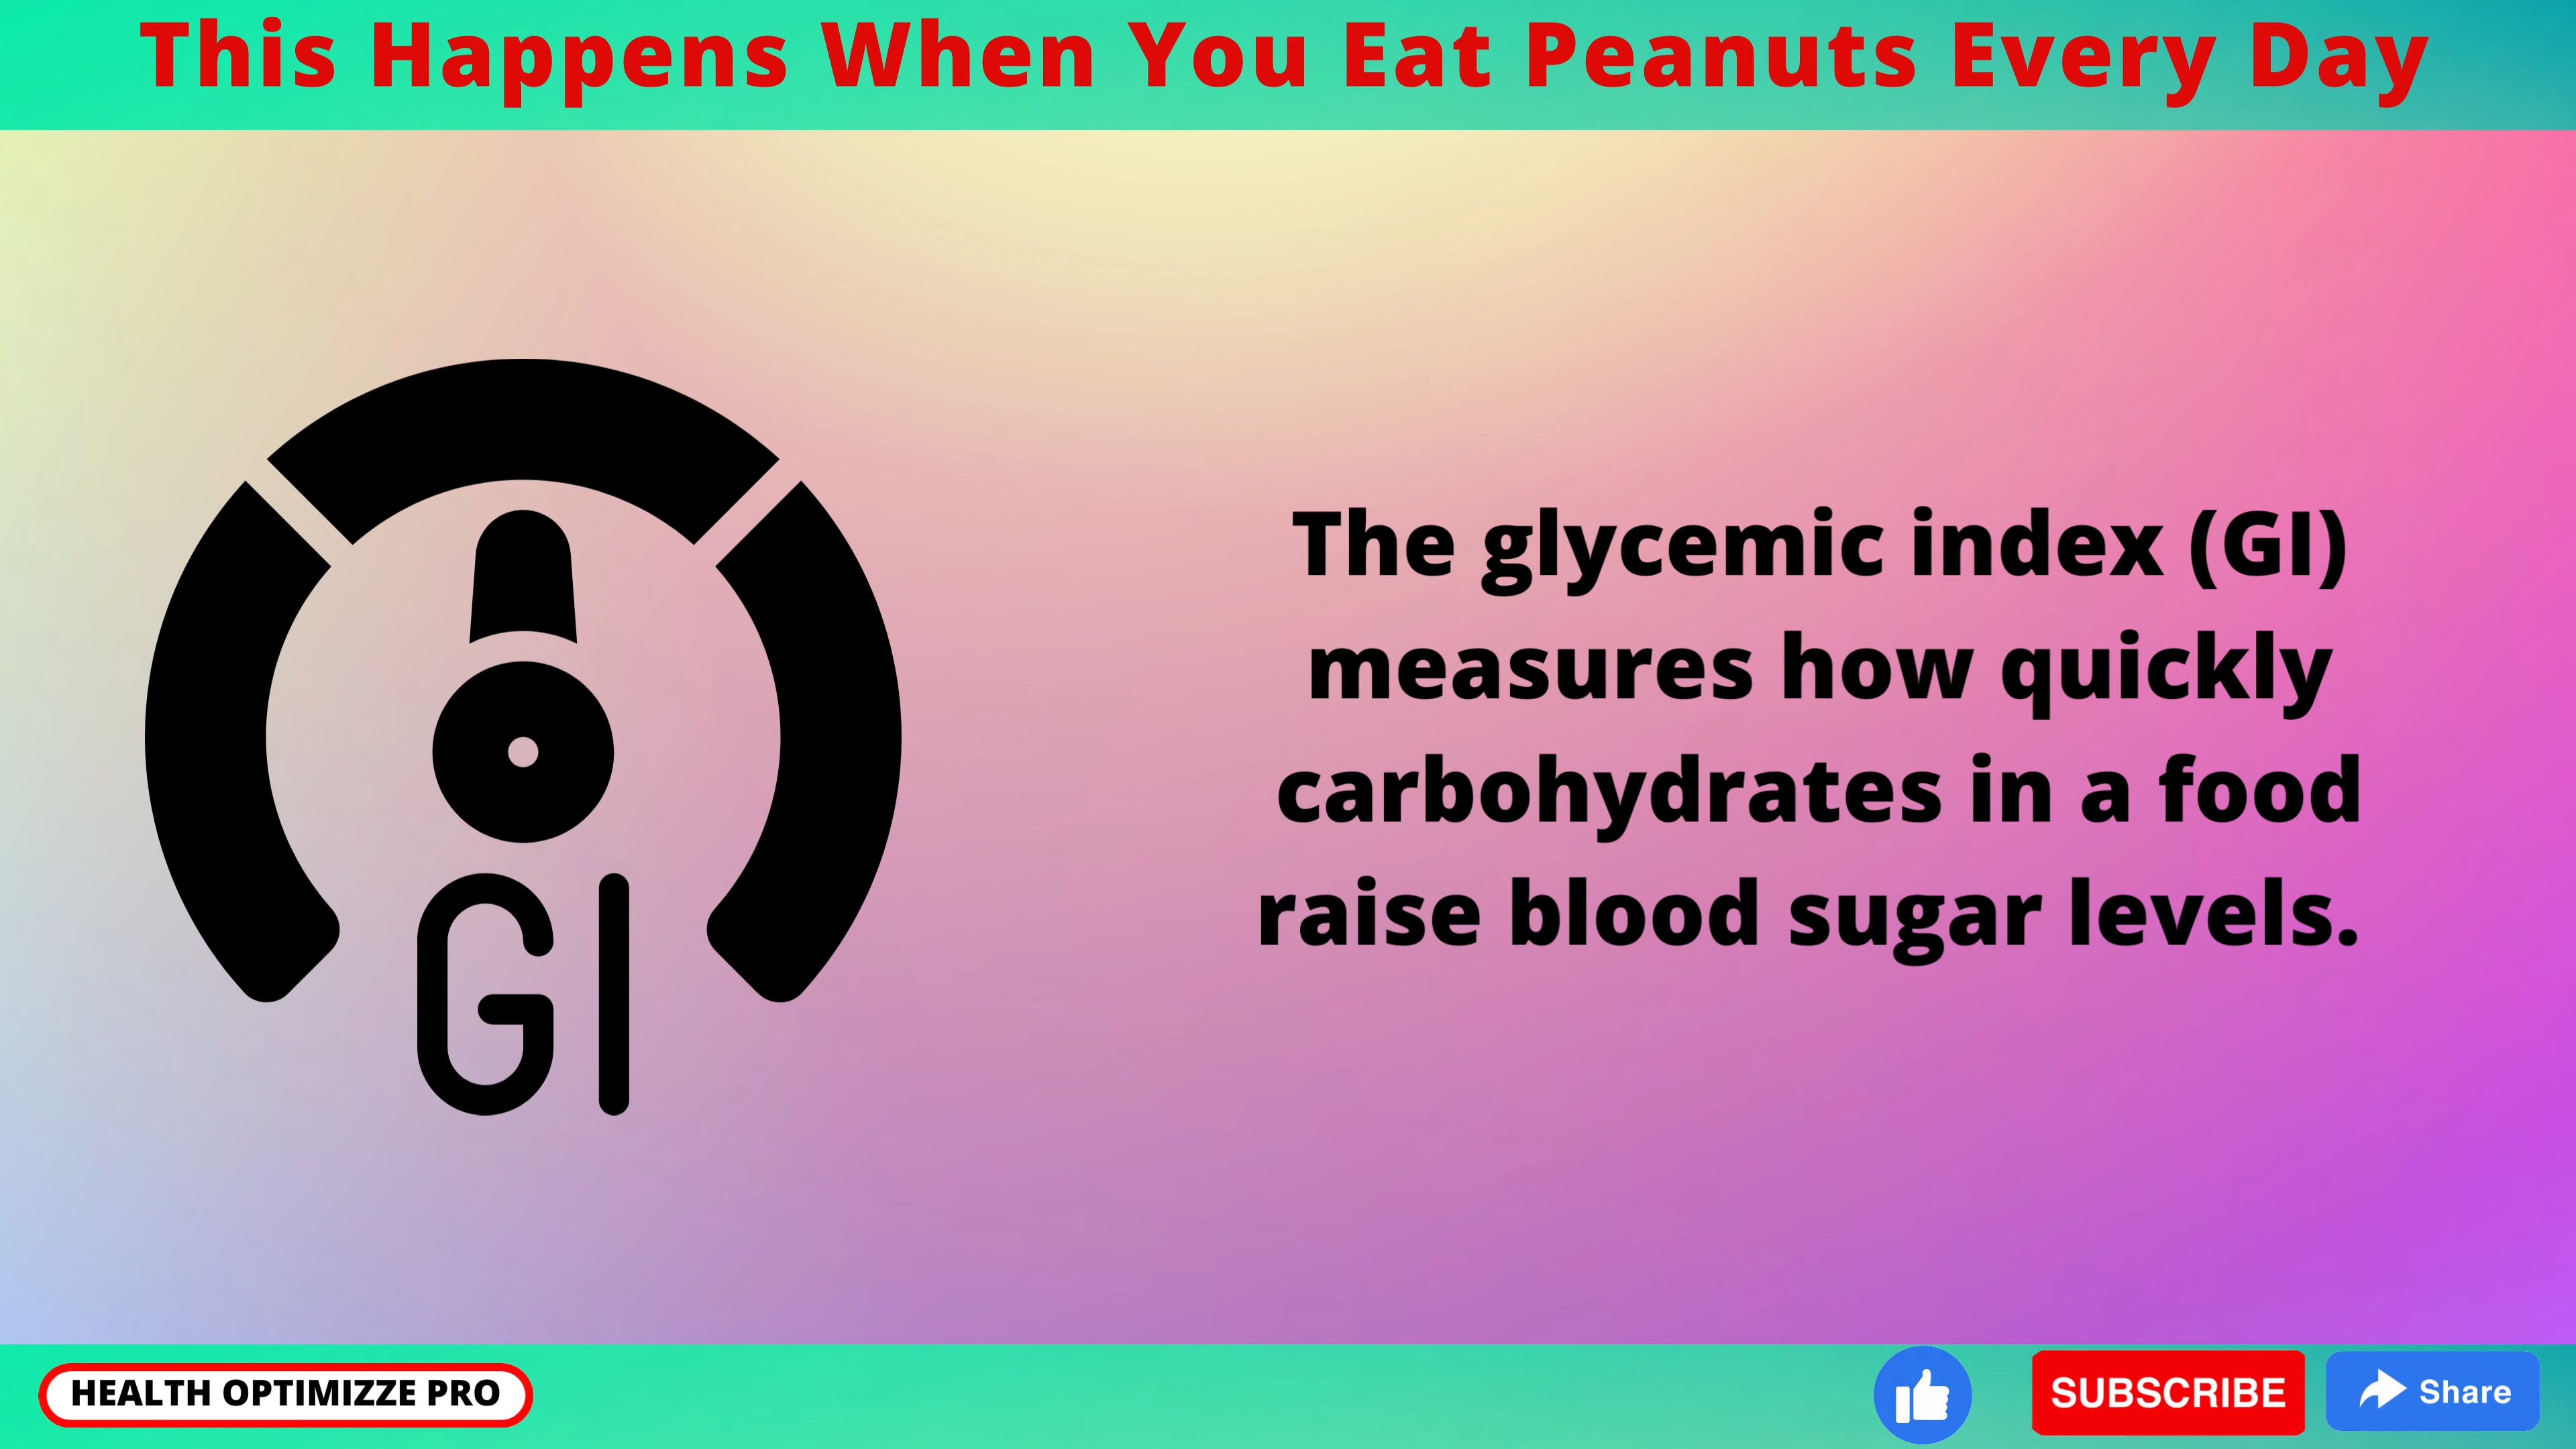 This Happens When You Eat Peanuts Every Day
GI
The glycemic index (GI)
measures how quickly
carbohydrates in a food
raise blood sugar levels.
HEALTH OPTIMIZZE PRO
SUBSCRIBE
Share